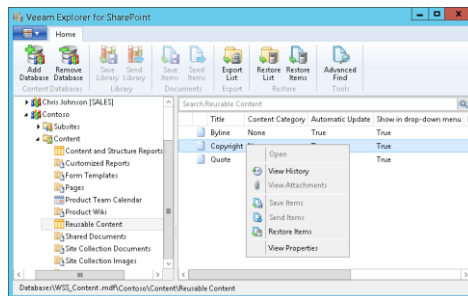 Veeam Explorer for SharePoint
Home
Add Database
Remove Database
Save Library
Send Library
Save Items
Send Items
Export List
Restore List
Restore Items
Advanced Find
Content Databases
Library
Documents
Export
Restore
Tools
Chris Johnson [SALES]
Contoso
Subsites
Content
Content and Structure Reports
Customized Reports
Form Templates
Pages
Product Team Calendar
Product Wiki
Reusable Content
Shared Documents
Site Collection Documents
Site Collection Images
Search Reusable Content
Title Content Category Automatic Update Show in drop-down menu
Byline None True True
Copyright
Quote True
Open
View History
View Attachments
Save Items
Send Items
Restore Items
View Properties
Databases\WSS_Content.mdf\Contoso\Content\Reusable Content